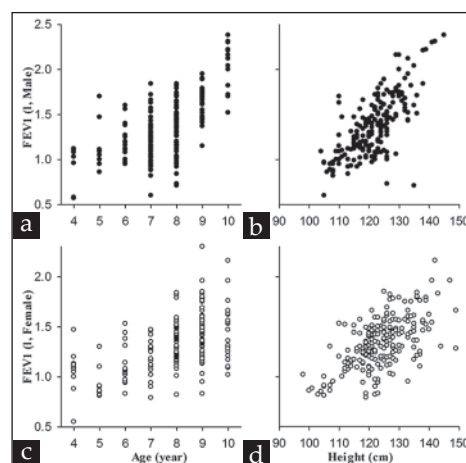 2.5
2.0
1.5
1.0
0.5
FEV1 (l, Male)
a
4 5 6 7 8 9 10
b
90 100 110 120 130 140 150
2.0
1.5
1.0
0.5
FEV1 (l, Female)
c
4 5 6 7 8 9 10
Age (year)
d
90 100 110 120 130 140 150
Height (cm)